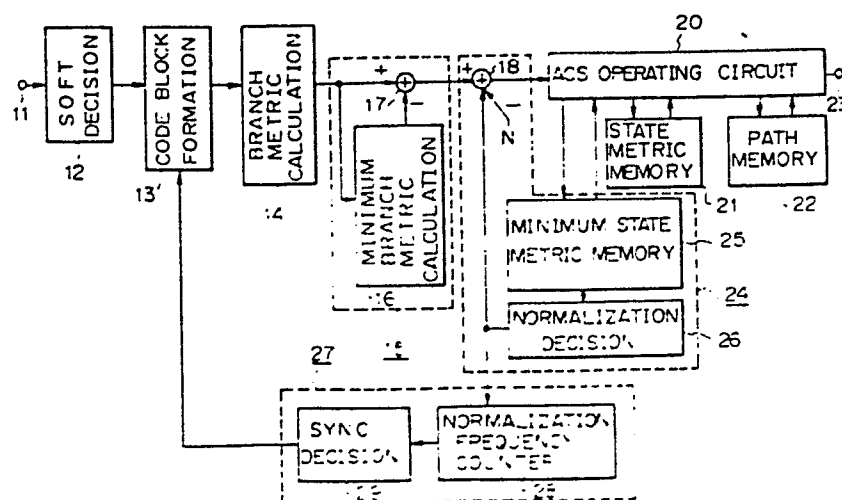 20
SOFT
DECISION
CODE BLOCK
FORMATION
BRANCH
METRIC
CALCULATION
+
17
−
+
18
−
N
ACS OPERATING CIRCUIT
11
12
13'
14
MINIMUM
BRANCH
METRIC
CALCULATION
16
STATE
METRIC
MEMORY
21
PATH
MEMORY
22
23
MINIMUM STATE
METRIC MEMORY
25
24
NORMALIZATION
DECISION
26
27
SYNC
DECISION
NORMALIZATION
FREQUENCY
COUNTER